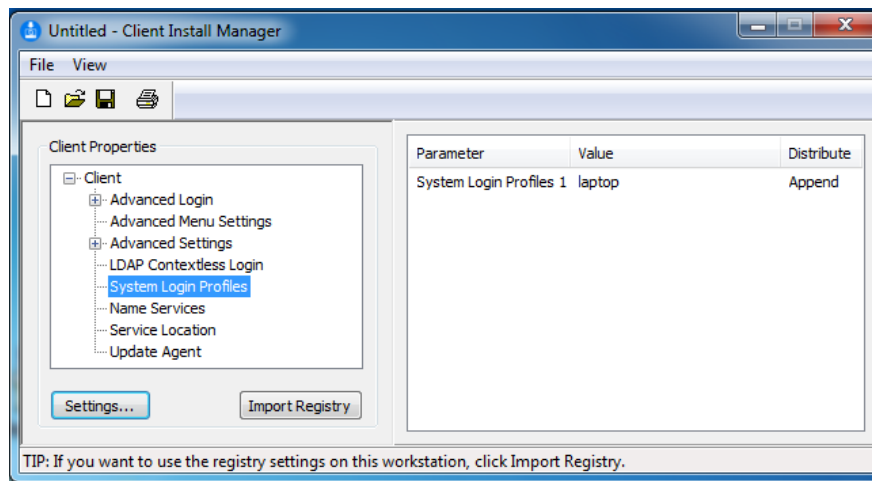 Untitled - Client Install Manager
File View
Client Properties
Client
Advanced Login
Advanced Menu Settings
Advanced Settings
LDAP Contextless Login
System Login Profiles
Name Services
Service Location
Update Agent
Settings...
Import Registry
Parameter Value Distribute
System Login Profiles 1 laptop Append
TIP: If you want to use the registry settings on this workstation, click Import Registry.